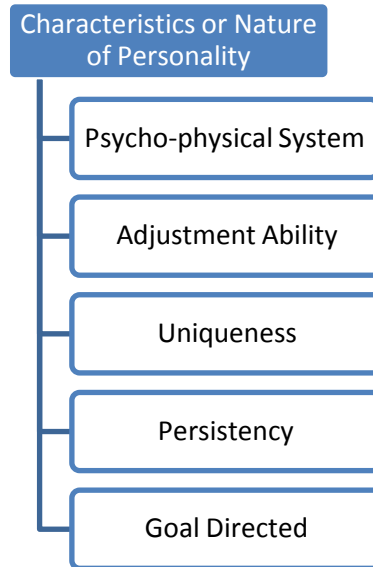 Characteristics or Nature
of Personality
Psycho-physical System
Adjustment Ability
Uniqueness
Persistency
Goal Directed